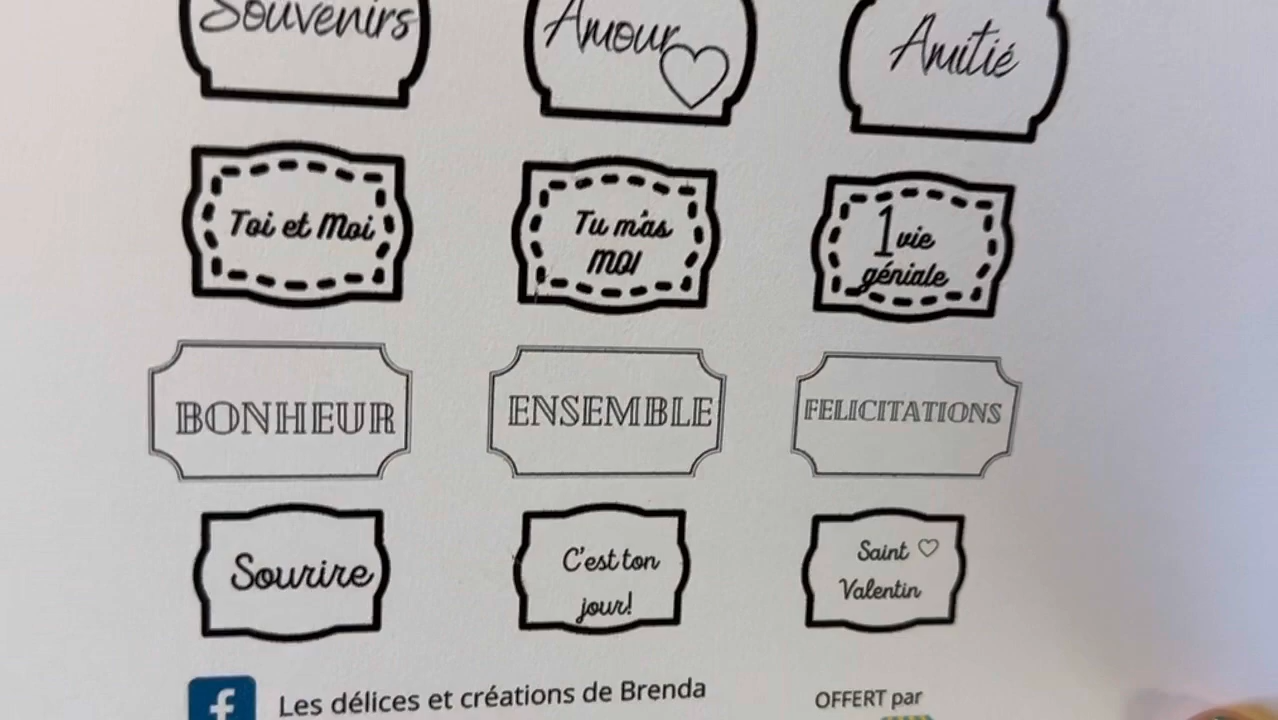 Souvenirs
Amour
Amitié
Toi et Moi
Tu m'as
moi
1 vie
géniale
BONHEUR
ENSEMBLE
FELICITATIONS
Sourire
C'est ton
jour!
Saint
Valentin
Les délices et créations de Brenda
OFFERT par